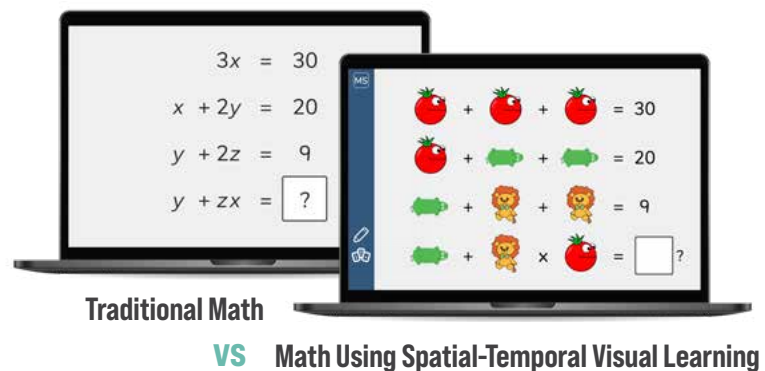 3x = 30
x + 2y = 20
y + 2z = 9
y + zx = ?
MS
+ + = 30
+ + = 20
+ + = 9
+ × = ?
Traditional Math
VS Math Using Spatial-Temporal Visual Learning